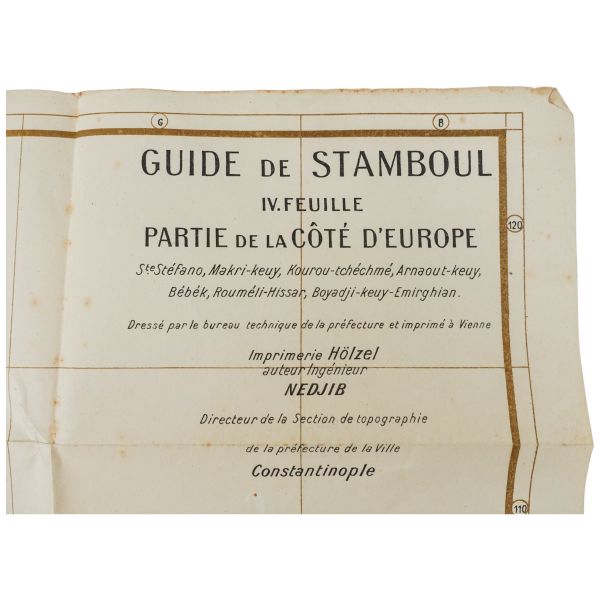 G
B
GUIDE DE STAMBOUL
IV. FEUILLE
PARTIE DE LA CÔTÉ D'EUROPE
120
Ste Stéfano, Makri-keuy, Kourou-tchéchmé, Arnaout-keuy,
Bébék, Rouméli-Hissar, Boyadji-keuy-Emirghian.
Dressé par le bureau technique de la préfecture et imprimé à Vienne
Imprimerie Hölzel
auteur Ingénieur
NEDJIB
Directeur de la Section de topographie
de la préfecture de la Ville
Constantinople
110